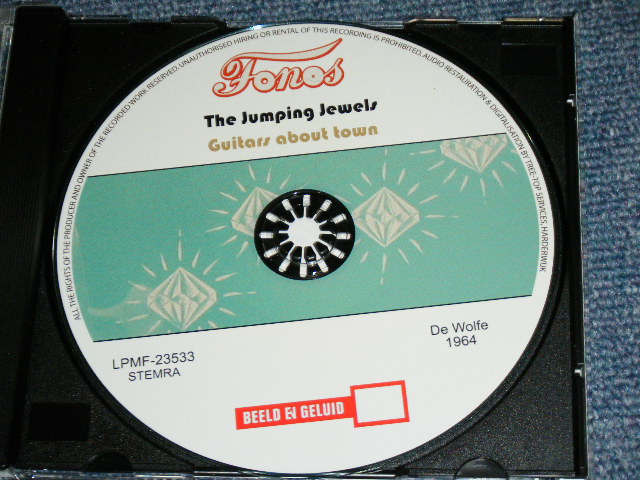 ALL THE RIGHTS OF THE PRODUCER AND OWNER OF THE RECORDED WORK RESERVED. UNAUTHORISED HIRING OR RENTAL OF THIS RECORDING IS PROHIBITED. AUDIO RESTAURATION & DIGITALISATION BY TREE-TOP SERVICES, HARDERWIJK
Fonos
The Jumping Jewels
Guitars about town
LPMF-23533
STEMRA
De Wolfe
1964
BEELD EN GELUID